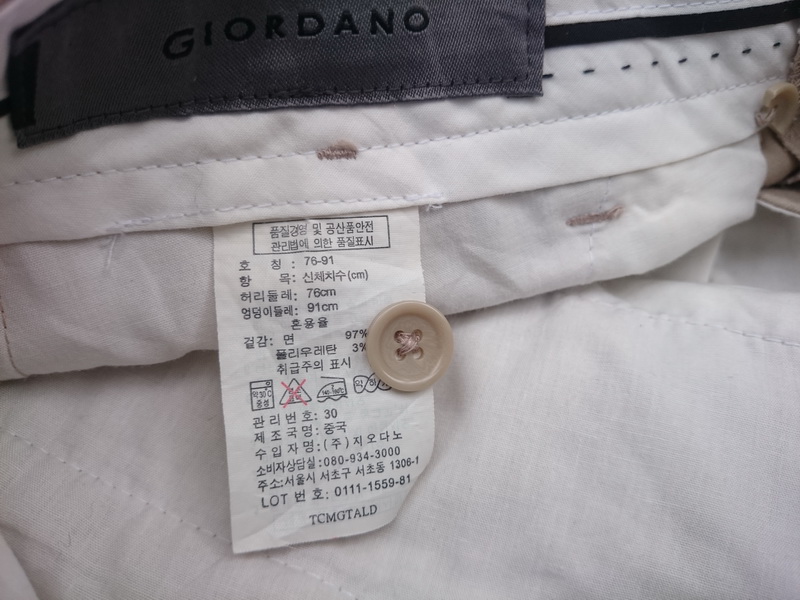 GIORDANO
품질경영 및 공산품안전
관리법에 의한 품질표시
호 칭 : 76-91
항 목: 신체치수(cm)
허리둘레: 76cm
엉덩이둘레: 91cm
혼용율
겉감: 면 97%
폴리우레탄 3%
취급주의 표시
약30℃
중성
관리번호: 30
제조국명: 중국
수입자명:(주)지오다노
소비자상담실:080-934-3000
주소:서울시 서초구 서초동 1306-1
LOT 번호: 0111-1559-81
TCMGTALD